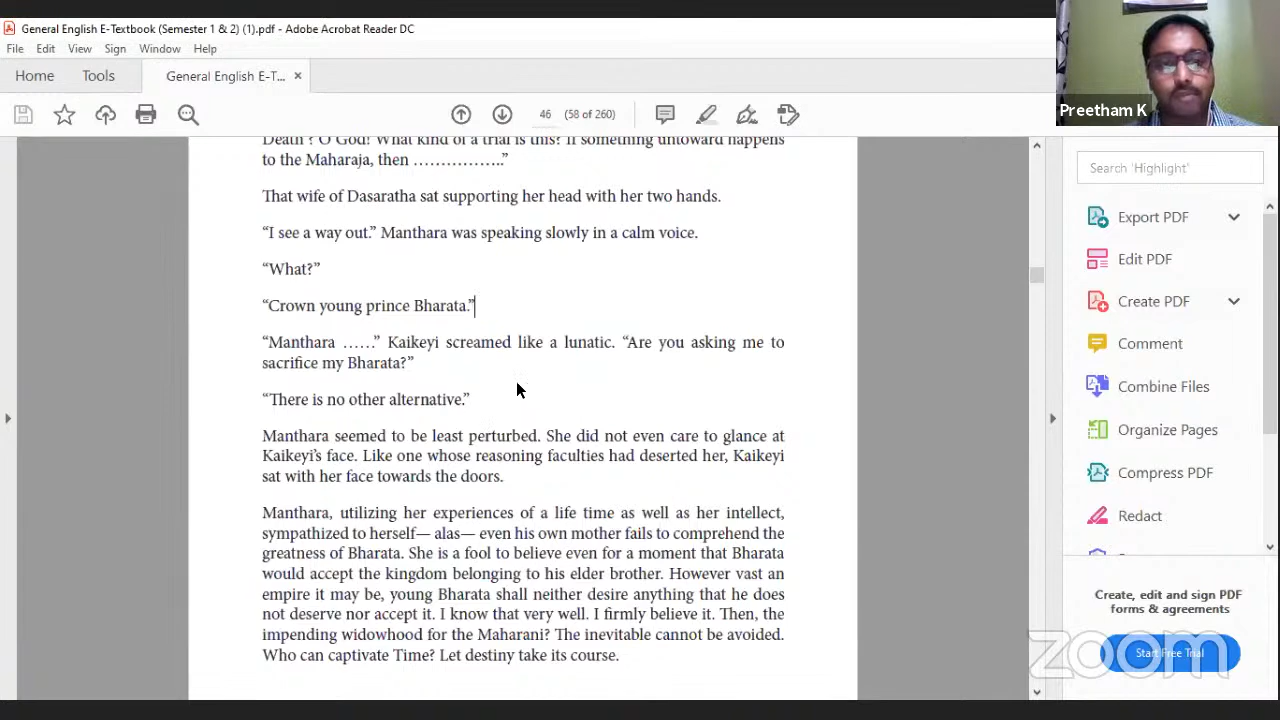 General English E-Textbook (Semester 1 & 2) (1).pdf - Adobe Acrobat Reader DC
File Edit View Sign Window Help
Home Tools General English E-T... ×
46 (58 of 260)
Preetham K
Search 'Highlight'
Death ? O God! What kind of a trial is this? If something untoward happens
to the Maharaja, then ……………..”
That wife of Dasaratha sat supporting her head with her two hands.
“I see a way out.” Manthara was speaking slowly in a calm voice.
“What?”
“Crown young prince Bharata.”
“Manthara ……” Kaikeyi screamed like a lunatic. “Are you asking me to
sacrifice my Bharata?”
“There is no other alternative.”
Manthara seemed to be least perturbed. She did not even care to glance at
Kaikeyi’s face. Like one whose reasoning faculties had deserted her, Kaikeyi
sat with her face towards the doors.
Manthara, utilizing her experiences of a life time as well as her intellect,
sympathized to herself— alas— even his own mother fails to comprehend the
greatness of Bharata. She is a fool to believe even for a moment that Bharata
would accept the kingdom belonging to his elder brother. However vast an
empire it may be, young Bharata shall neither desire anything that he does
not deserve nor accept it. I know that very well. I firmly believe it. Then, the
impending widowhood for the Maharani? The inevitable cannot be avoided.
Who can captivate Time? Let destiny take its course.
Export PDF
Edit PDF
Create PDF
Comment
Combine Files
Organize Pages
Compress PDF
Redact
Create, edit and sign PDF
forms & agreements
Start Free Trial
zoom